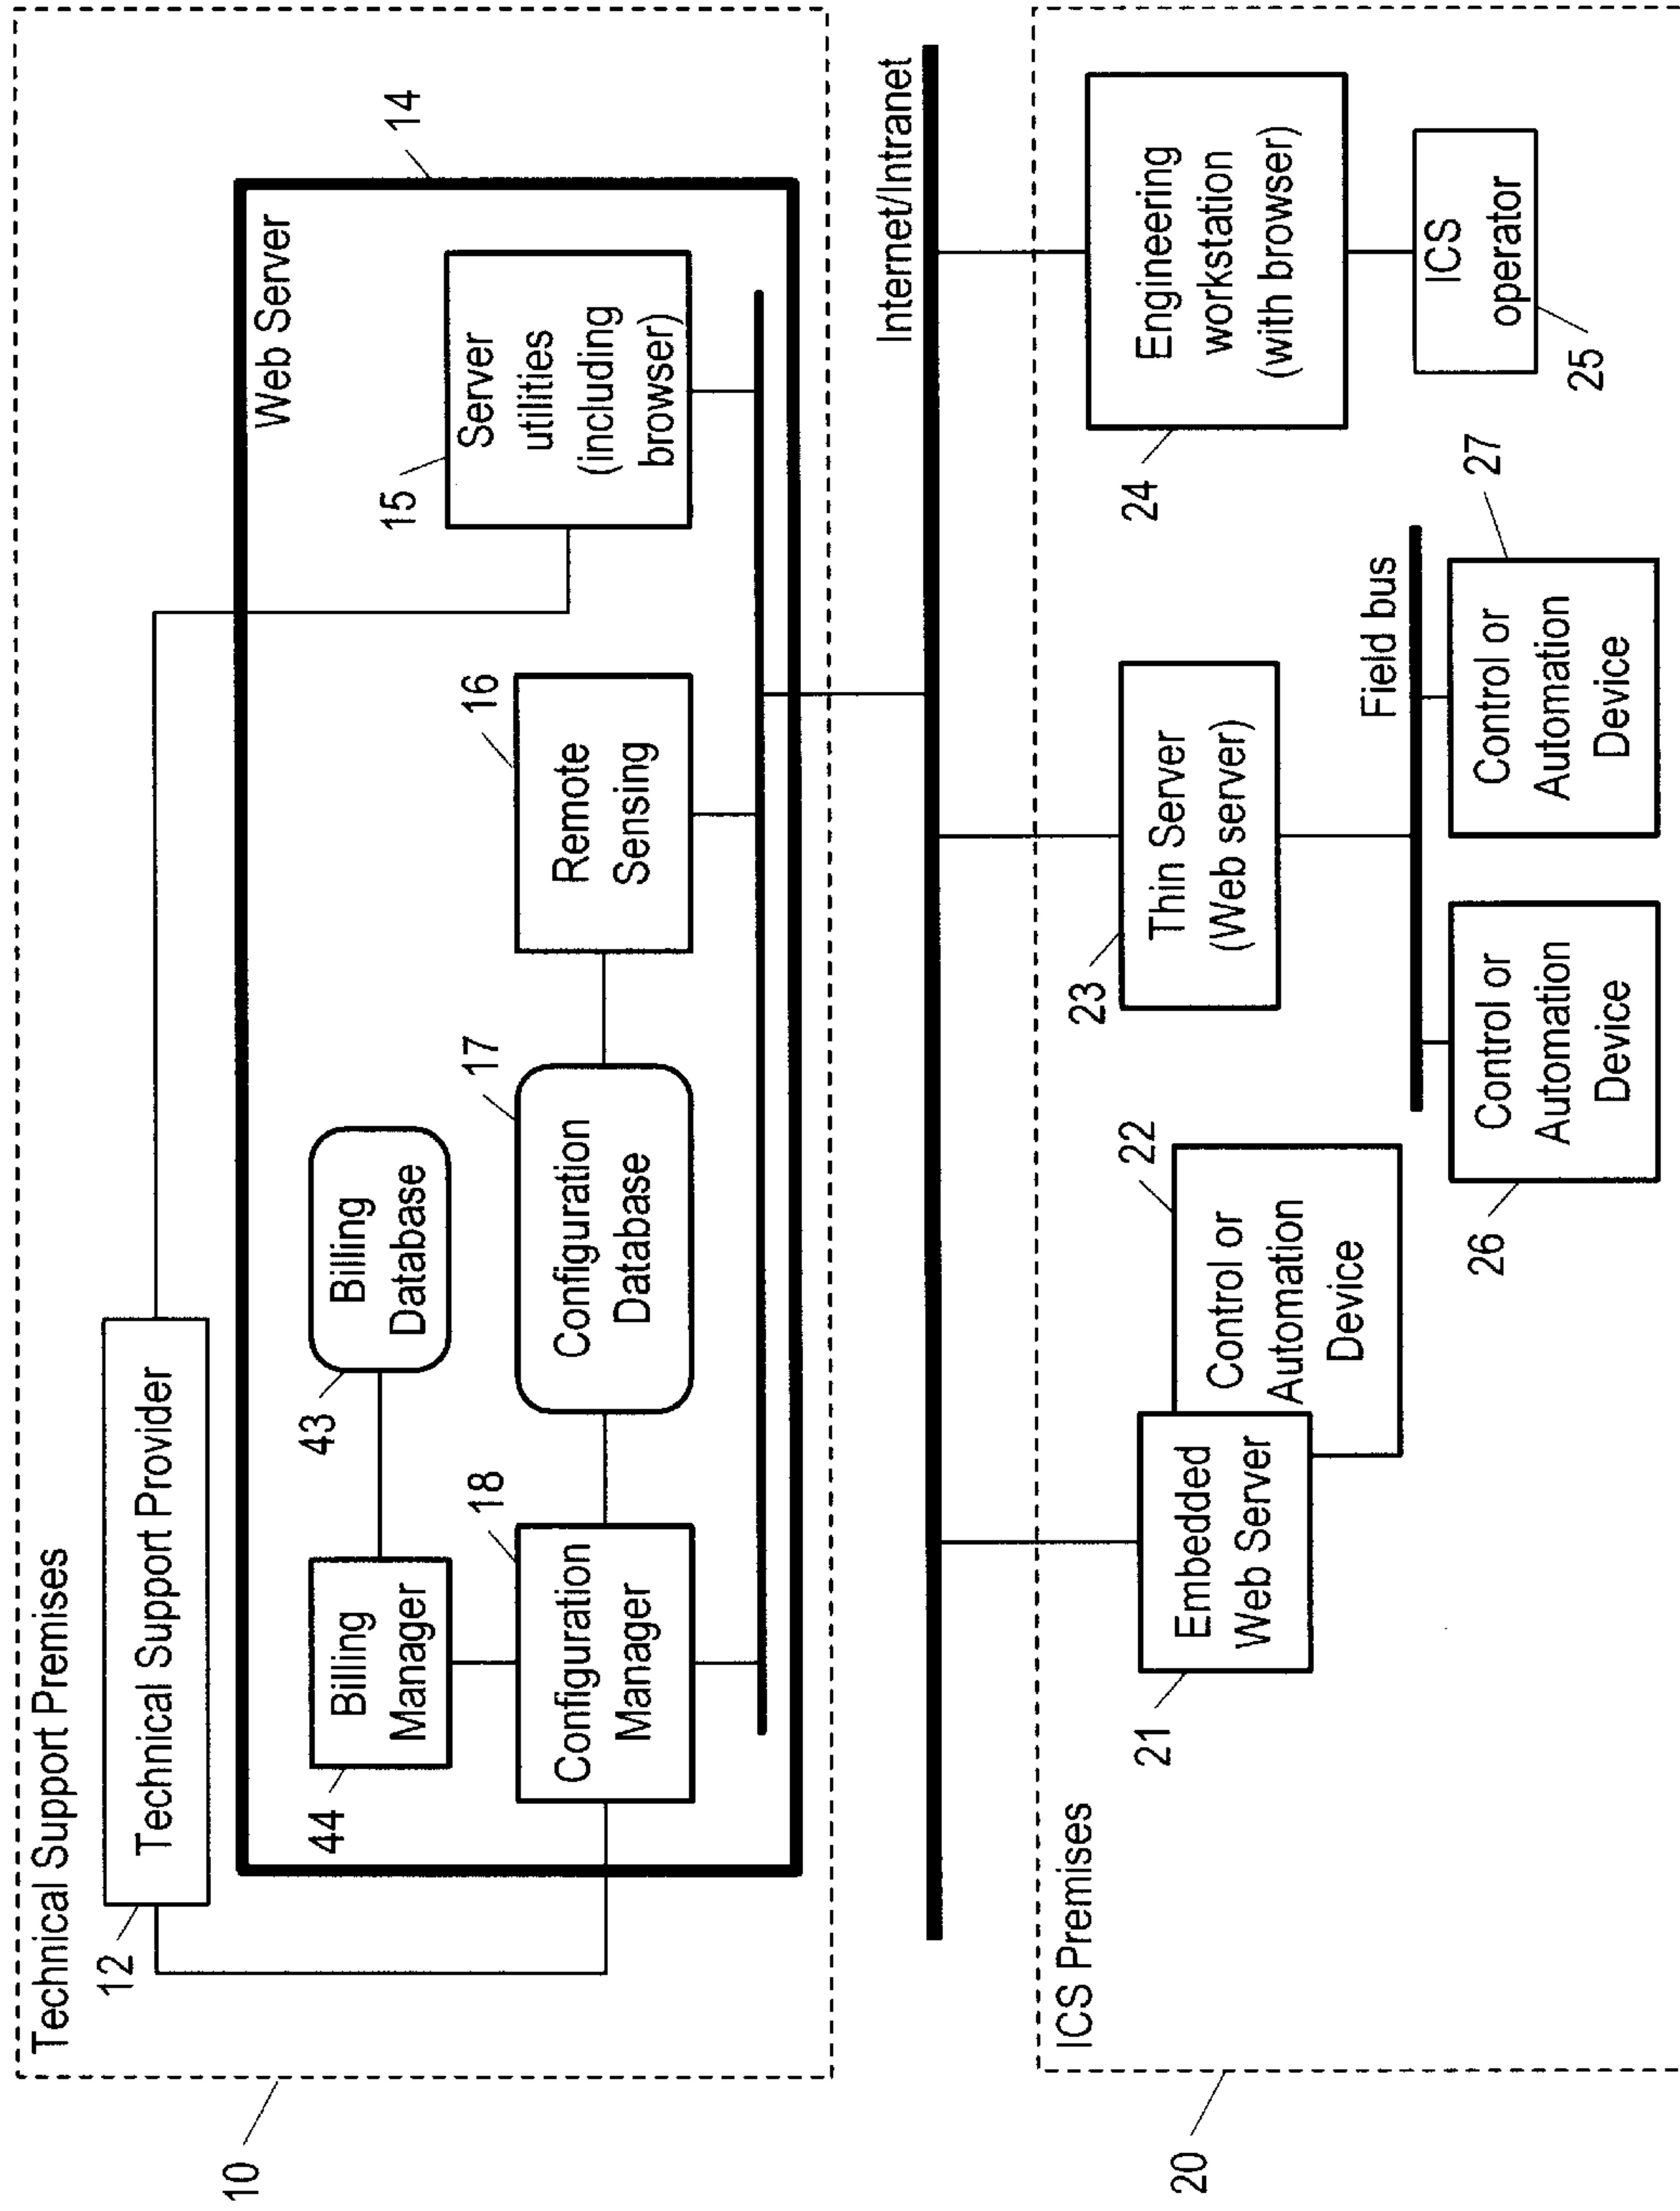 Technical Support Premises
10
12
Technical Support Provider
14
Web Server
44
Billing
Manager
43
Billing
Database
18
Configuration
Manager
17
Configuration
Database
16
Remote
Sensing
15
Server
utilities
(including
browser)
Internet/Intranet
ICS Premises
20
21
Embedded
Web Server
22
Control or
Automation
Device
23
Thin Server
(Web server)
Field bus
26
Control or
Automation
Device
27
Control or
Automation
Device
24
Engineering
workstation
(with browser)
25
ICS
operator